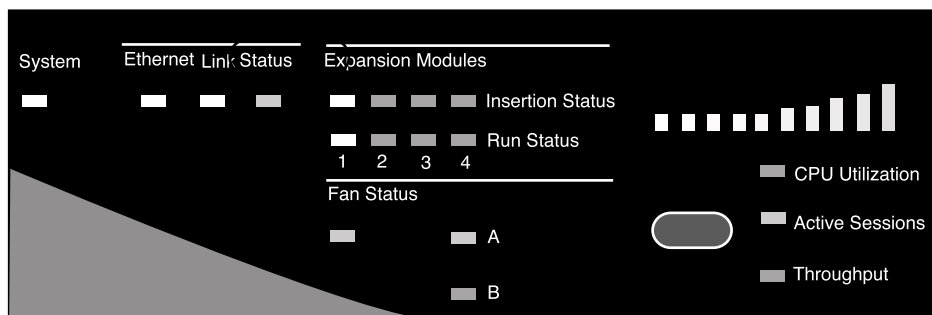 System
Ethernet Link Status
Expansion Modules
Insertion Status
Run Status
1 2 3 4
Fan Status
A
B
CPU Utilization
Active Sessions
Throughput